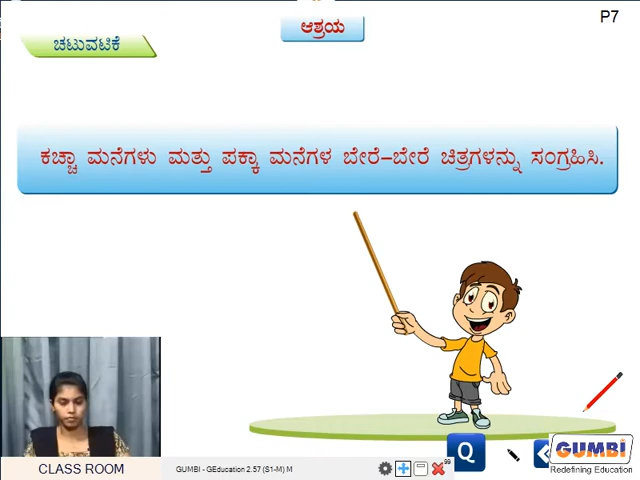 P7
ಆಶ್ರಯ
ಚಟುವಟಿಕೆ
ಕಚ್ಚಾ ಮನೆಗಳು ಮತ್ತು ಪಕ್ಕಾ ಮನೆಗಳ ಬೇರೆ-ಬೇರೆ ಚಿತ್ರಗಳನ್ನು ಸಂಗ್ರಹಿಸಿ.
Q
GUMBi
Redefining Education
CLASS ROOM
GUMBI - GEducation 2.57 (S1-M) M
99